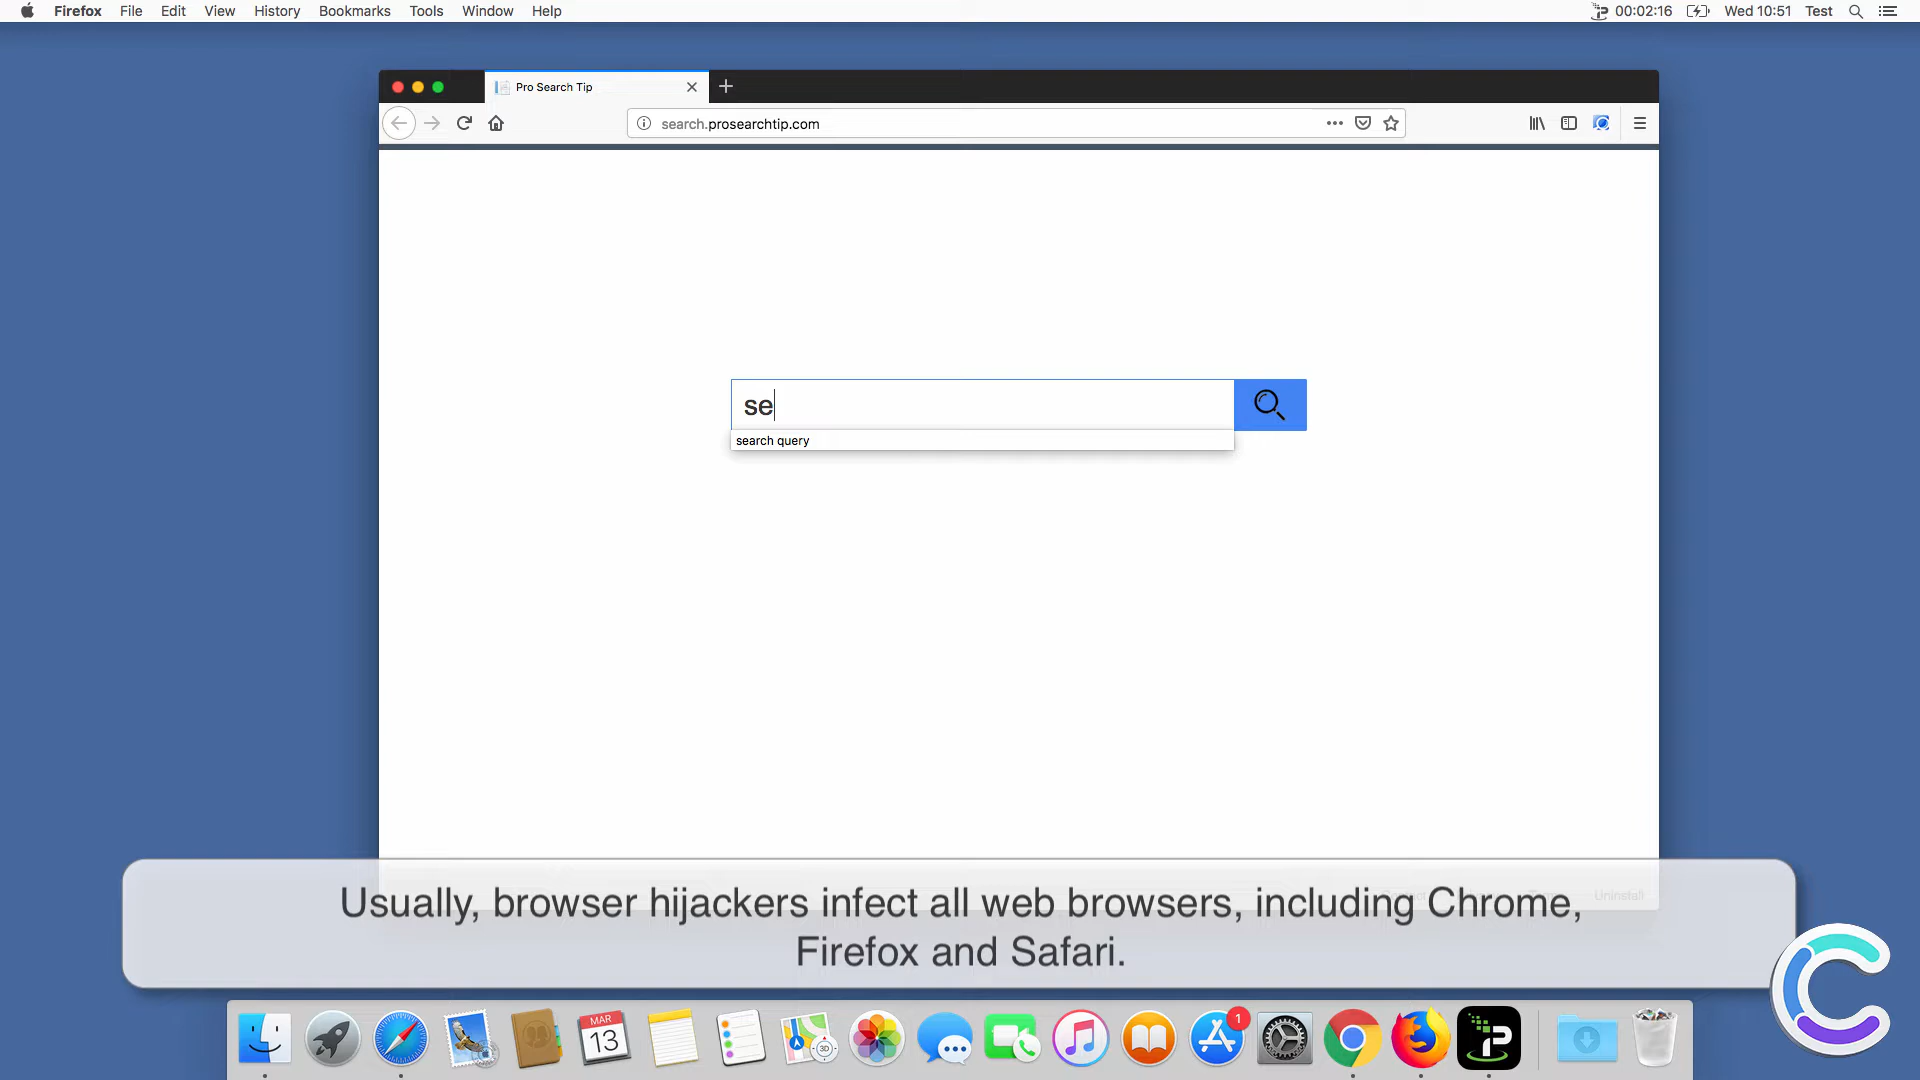 Firefox File Edit View History Bookmarks Tools Window Help 00:02:16 Wed 10:51 Test
Pro Search Tip
search.prosearchtip.com
se
search query
Uninstall
Usually, browser hijackers infect all web browsers, including Chrome,
Firefox and Safari.
MAR
13
3D
1